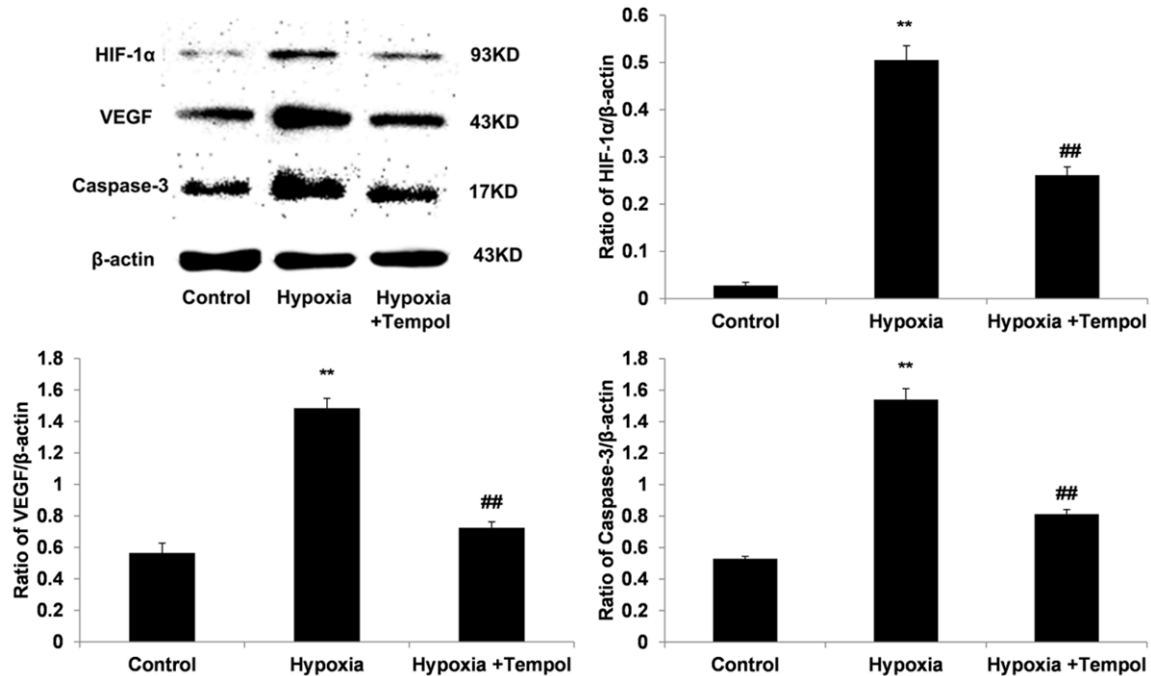 HIF-1α 93KD
VEGF 43KD
Caspase-3 17KD
β-actin 43KD
Control Hypoxia Hypoxia
+Tempol
Ratio of HIF-1α/β-actin
0.6
0.5
0.4
0.3
0.2
0.1
0
**
##
Control Hypoxia Hypoxia +Tempol
Ratio of VEGF/β-actin
1.8
1.6
1.4
1.2
1
0.8
0.6
0.4
0.2
0
**
##
Control Hypoxia Hypoxia +Tempol
Ratio of Caspase-3/β-actin
1.8
1.6
1.4
1.2
1
0.8
0.6
0.4
0.2
0
**
##
Control Hypoxia Hypoxia +Tempol